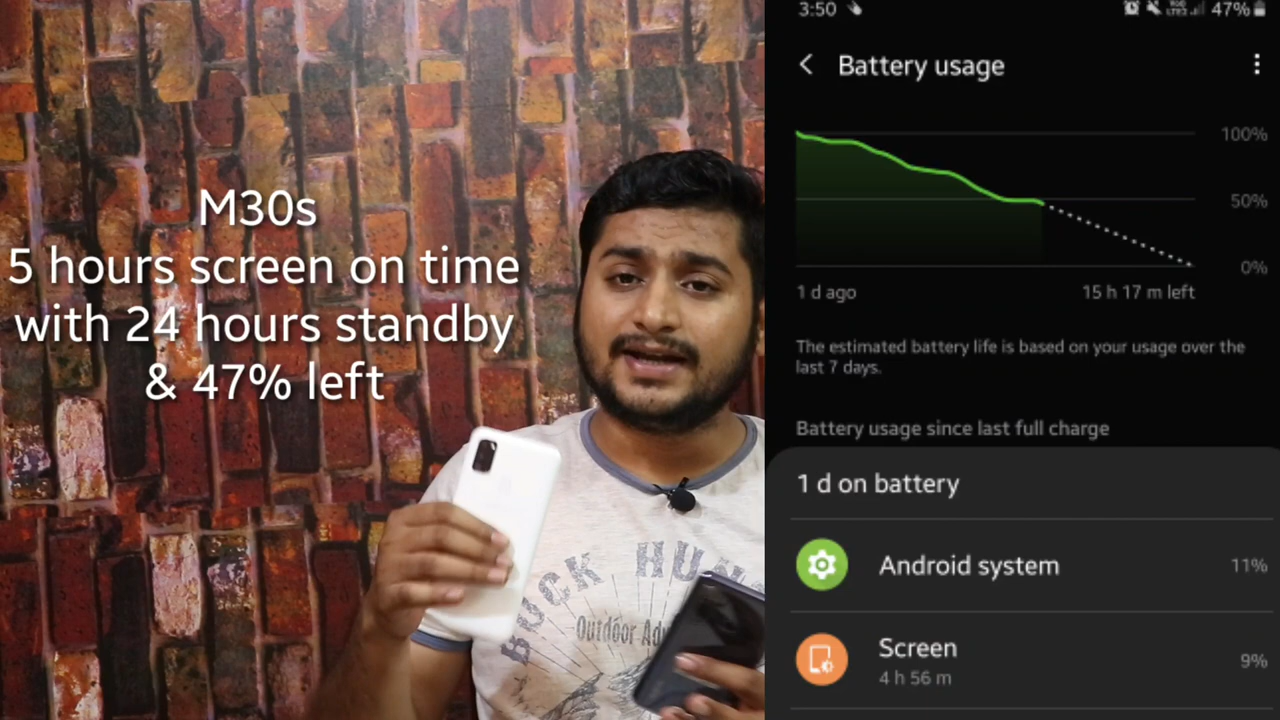 M30s
5 hours screen on time
with 24 hours standby
& 47% left
BUCK HUN
Outdoor Adv
3:50
47%
Battery usage
100%
50%
0%
1 d ago
15 h 17 m left
The estimated battery life is based on your usage over the
last 7 days.
Battery usage since last full charge
1 d on battery
Android system
11%
Screen
9%
4 h 56 m